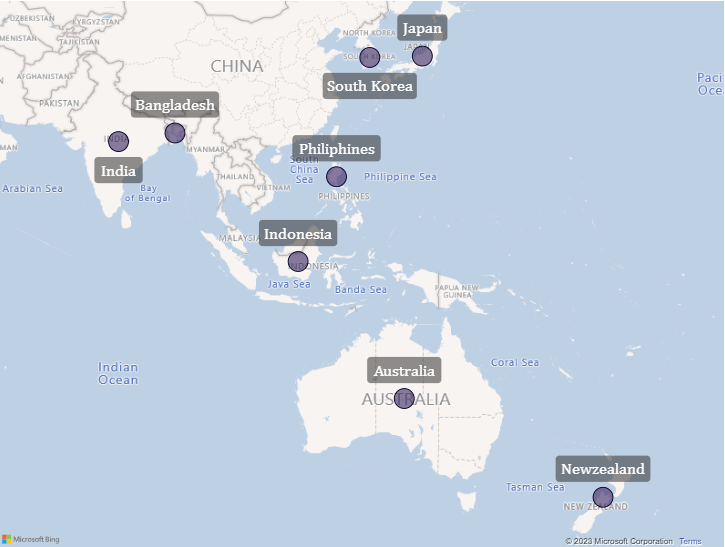 UZBEKISTAN
KYRGYZSTAN
MENISTAN
TAJIKISTAN
AFGHANISTAN
PAKISTAN
CHINA
NORTH KOREA
Japan
JAPAN
SOUTH KOREA
South Korea
Pacif
Ocea
Bangladesh
INDIA
India
MYANMAR
MAN
Arabian Sea
Bay
of Bengal
THAILAND
VIETNAM
Philiphines
South
China
Sea
Philippine Sea
PHILIPPINES
Indonesia
MALAYSIA
INDONESIA
Java Sea
Banda Sea
PAPUA NEW
GUINEA
Indian
Ocean
Coral Sea
Australia
AUSTRALIA
Newzealand
Tasman Sea
NEW ZEALAND
Microsoft Bing
© 2023 Microsoft Corporation Terms